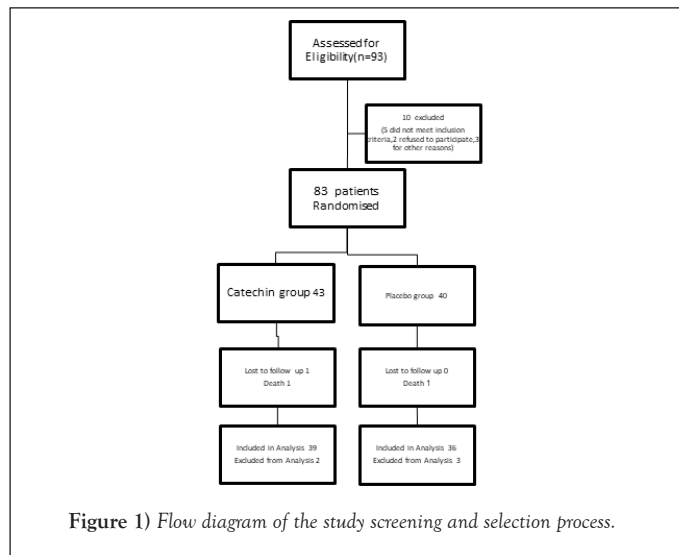 Assessed for
Eligibility(n=93)
10 excluded
(5 did not meet inclusion
criteria,2 refused to participate,3
for other reasons)
83 patients
Randomised
Catechin group 43
Placebo group 40
Lost to follow up 1
Death 1
Lost to follow up 0
Death 1
Included in Analysis 39
Excluded from Analysis 2
Included in Analysis 36
Excluded from Analysis 3
Figure 1) Flow diagram of the study screening and selection process.